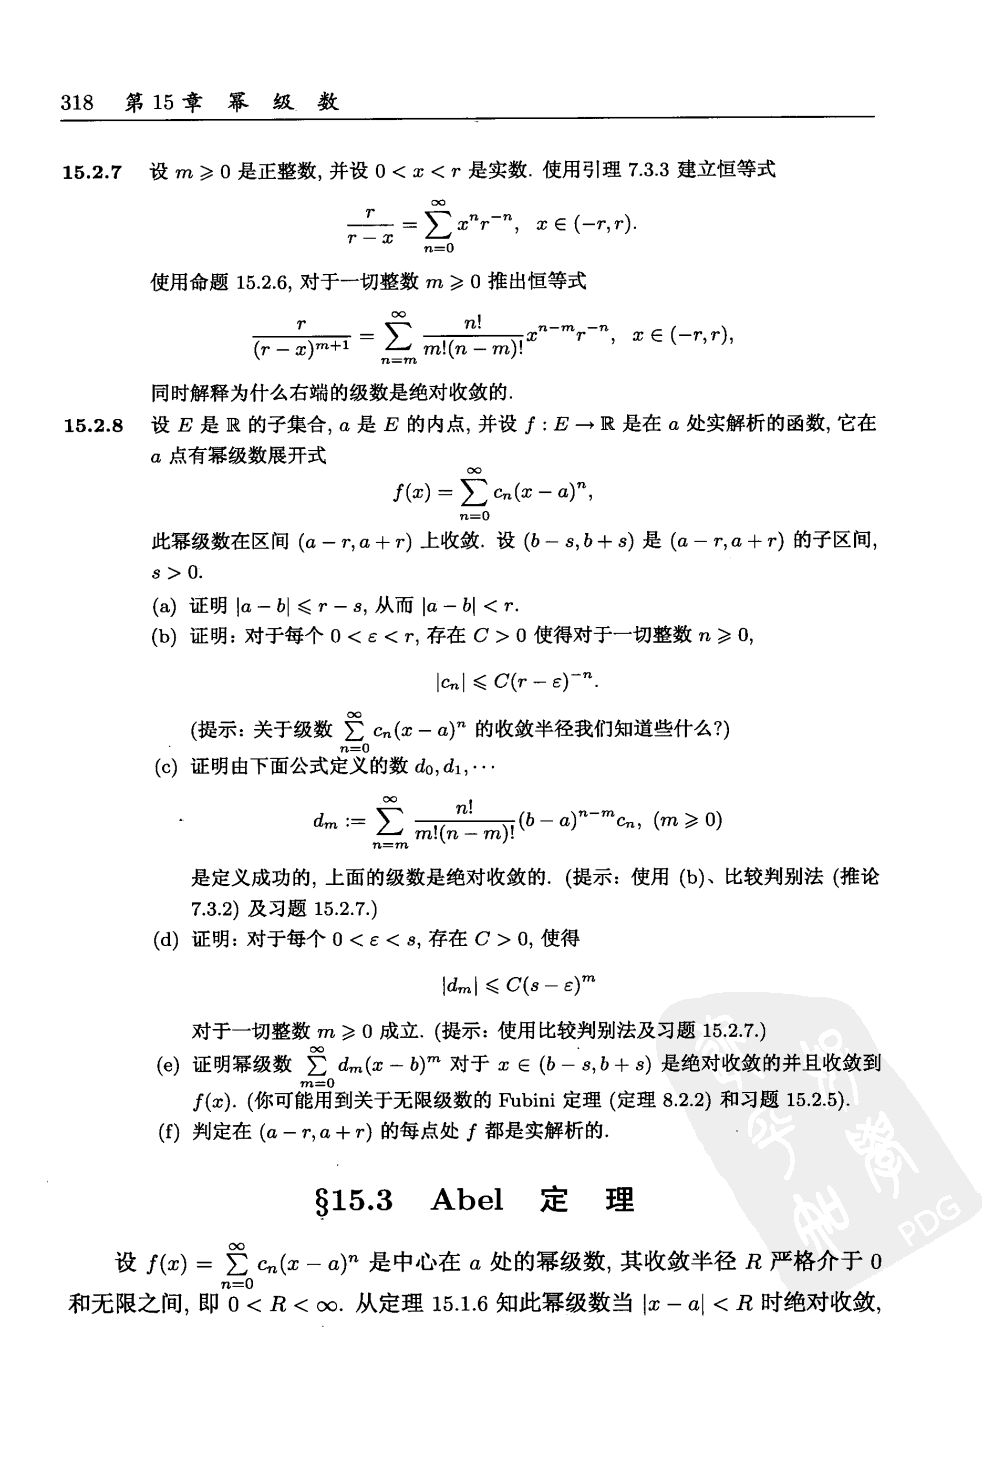 318 第 15 章 幂 级 数
15.2.7 设 m ⩾ 0 是正整数, 并设 0 < x < r 是实数. 使用引理 7.3.3 建立恒等式
$\frac{r}{r-x} = \sum_{n=0}^{\infty} x^n r^{-n}, \quad x \in (-r, r).$
使用命题 15.2.6, 对于一切整数 m ⩾ 0 推出恒等式
$\frac{r}{(r-x)^{m+1}} = \sum_{n=m}^{\infty} \frac{n!}{m!(n-m)!} x^{n-m} r^{-n}, \quad x \in (-r, r),$
同时解释为什么右端的级数是绝对收敛的.
15.2.8 设 E 是 ℝ 的子集合, a 是 E 的内点, 并设 f : E → ℝ 是在 a 处实解析的函数, 它在
a 点有幂级数展开式
$f(x) = \sum_{n=0}^{\infty} c_n(x-a)^n,$
此幂级数在区间 (a − r, a + r) 上收敛. 设 (b − s, b + s) 是 (a − r, a + r) 的子区间,
s > 0.
(a) 证明 |a − b| ⩽ r − s, 从而 |a − b| < r.
(b) 证明: 对于每个 0 < ε < r, 存在 C > 0 使得对于一切整数 n ⩾ 0,
$|c_n| \leqslant C(r-\varepsilon)^{-n}.$
(提示: 关于级数 $\sum_{n=0}^{\infty} c_n(x-a)^n$ 的收敛半径我们知道些什么?)
(c) 证明由下面公式定义的数 $d_0, d_1, \cdots$
$d_m := \sum_{n=m}^{\infty} \frac{n!}{m!(n-m)!} (b-a)^{n-m} c_n, \ (m \geqslant 0)$
是定义成功的, 上面的级数是绝对收敛的. (提示: 使用 (b)、比较判别法 (推论
7.3.2) 及习题 15.2.7.)
(d) 证明: 对于每个 0 < ε < s, 存在 C > 0, 使得
$|d_m| \leqslant C(s-\varepsilon)^m$
对于一切整数 m ⩾ 0 成立. (提示: 使用比较判别法及习题 15.2.7.)
(e) 证明幂级数 $\sum_{m=0}^{\infty} d_m(x-b)^m$ 对于 x ∈ (b − s, b + s) 是绝对收敛的并且收敛到
f(x). (你可能用到关于无限级数的 Fubini 定理 (定理 8.2.2) 和习题 15.2.5).
(f) 判定在 (a − r, a + r) 的每点处 f 都是实解析的.
§15.3 Abel 定 理
设 $f(x) = \sum_{n=0}^{\infty} c_n(x-a)^n$ 是中心在 a 处的幂级数, 其收敛半径 R 严格介于 0
和无限之间, 即 0 < R < ∞. 从定理 15.1.6 知此幂级数当 |x − a| < R 时绝对收敛,
PDG